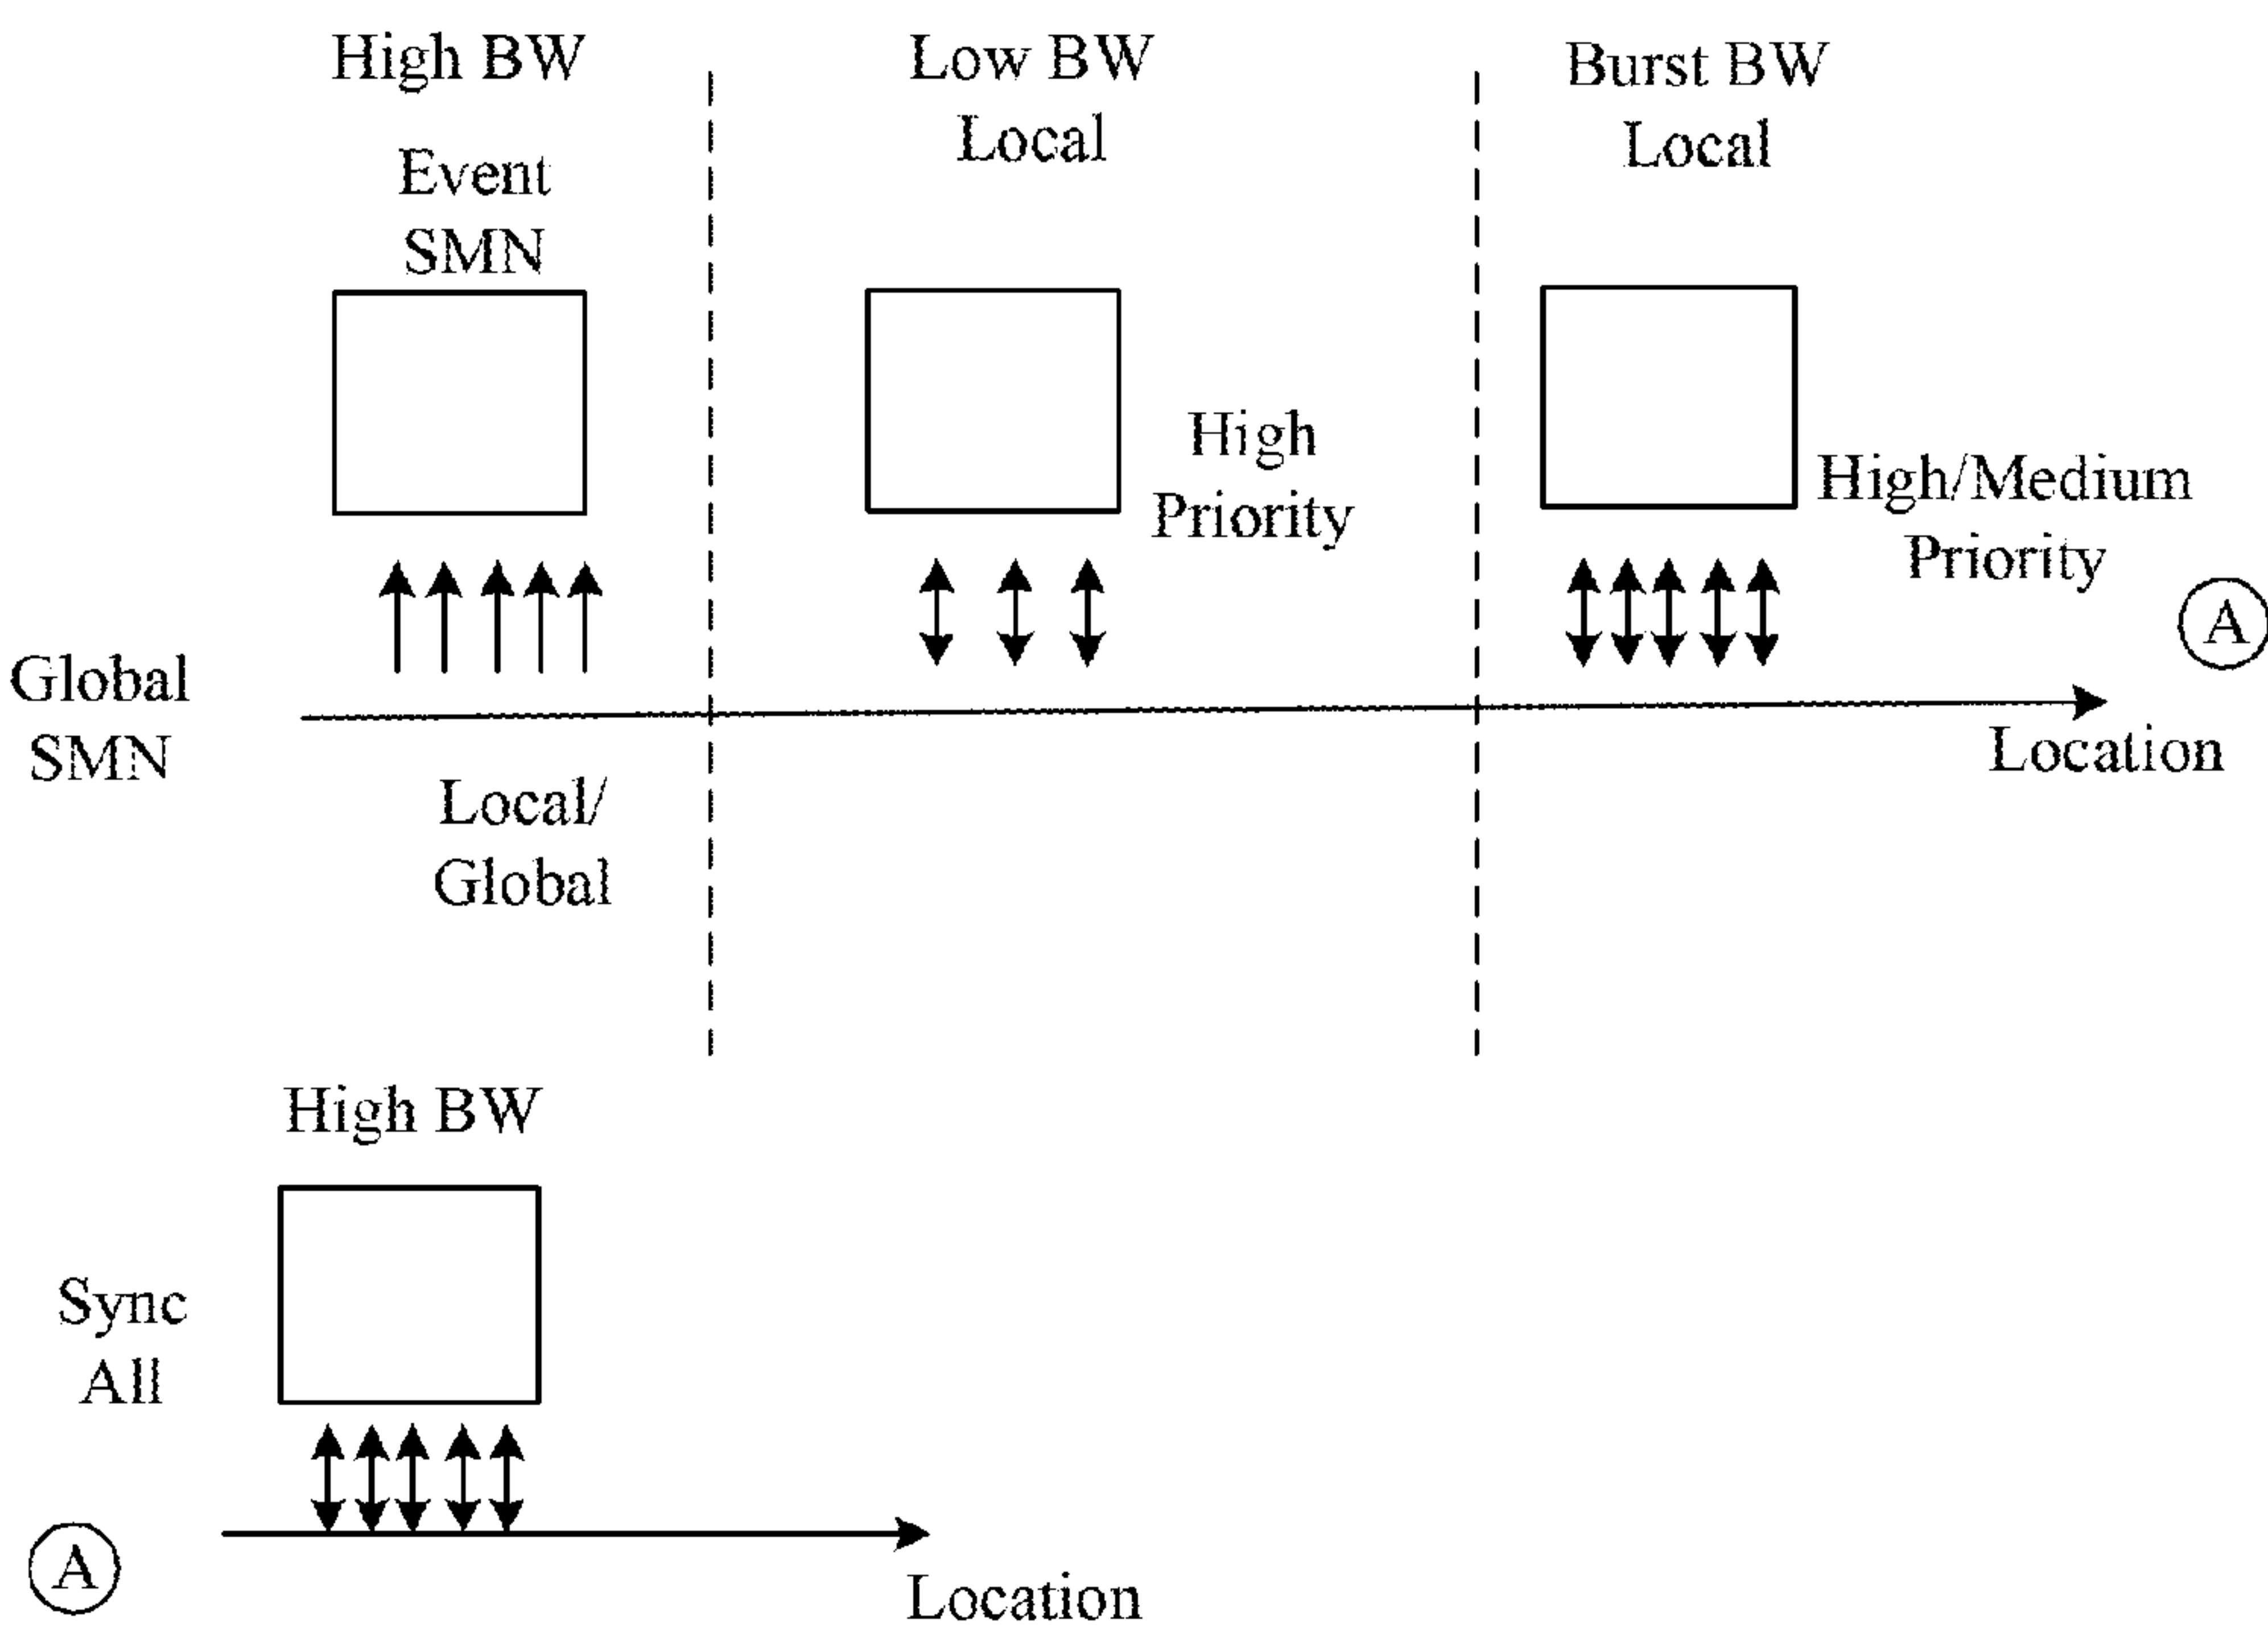 High BW
Event
SMN
Low BW
Local
Burst BW
Local
High
Priority
High/Medium
Priority
A
Global
SMN
Location
Local/
Global
High BW
Sync
All
A
Location